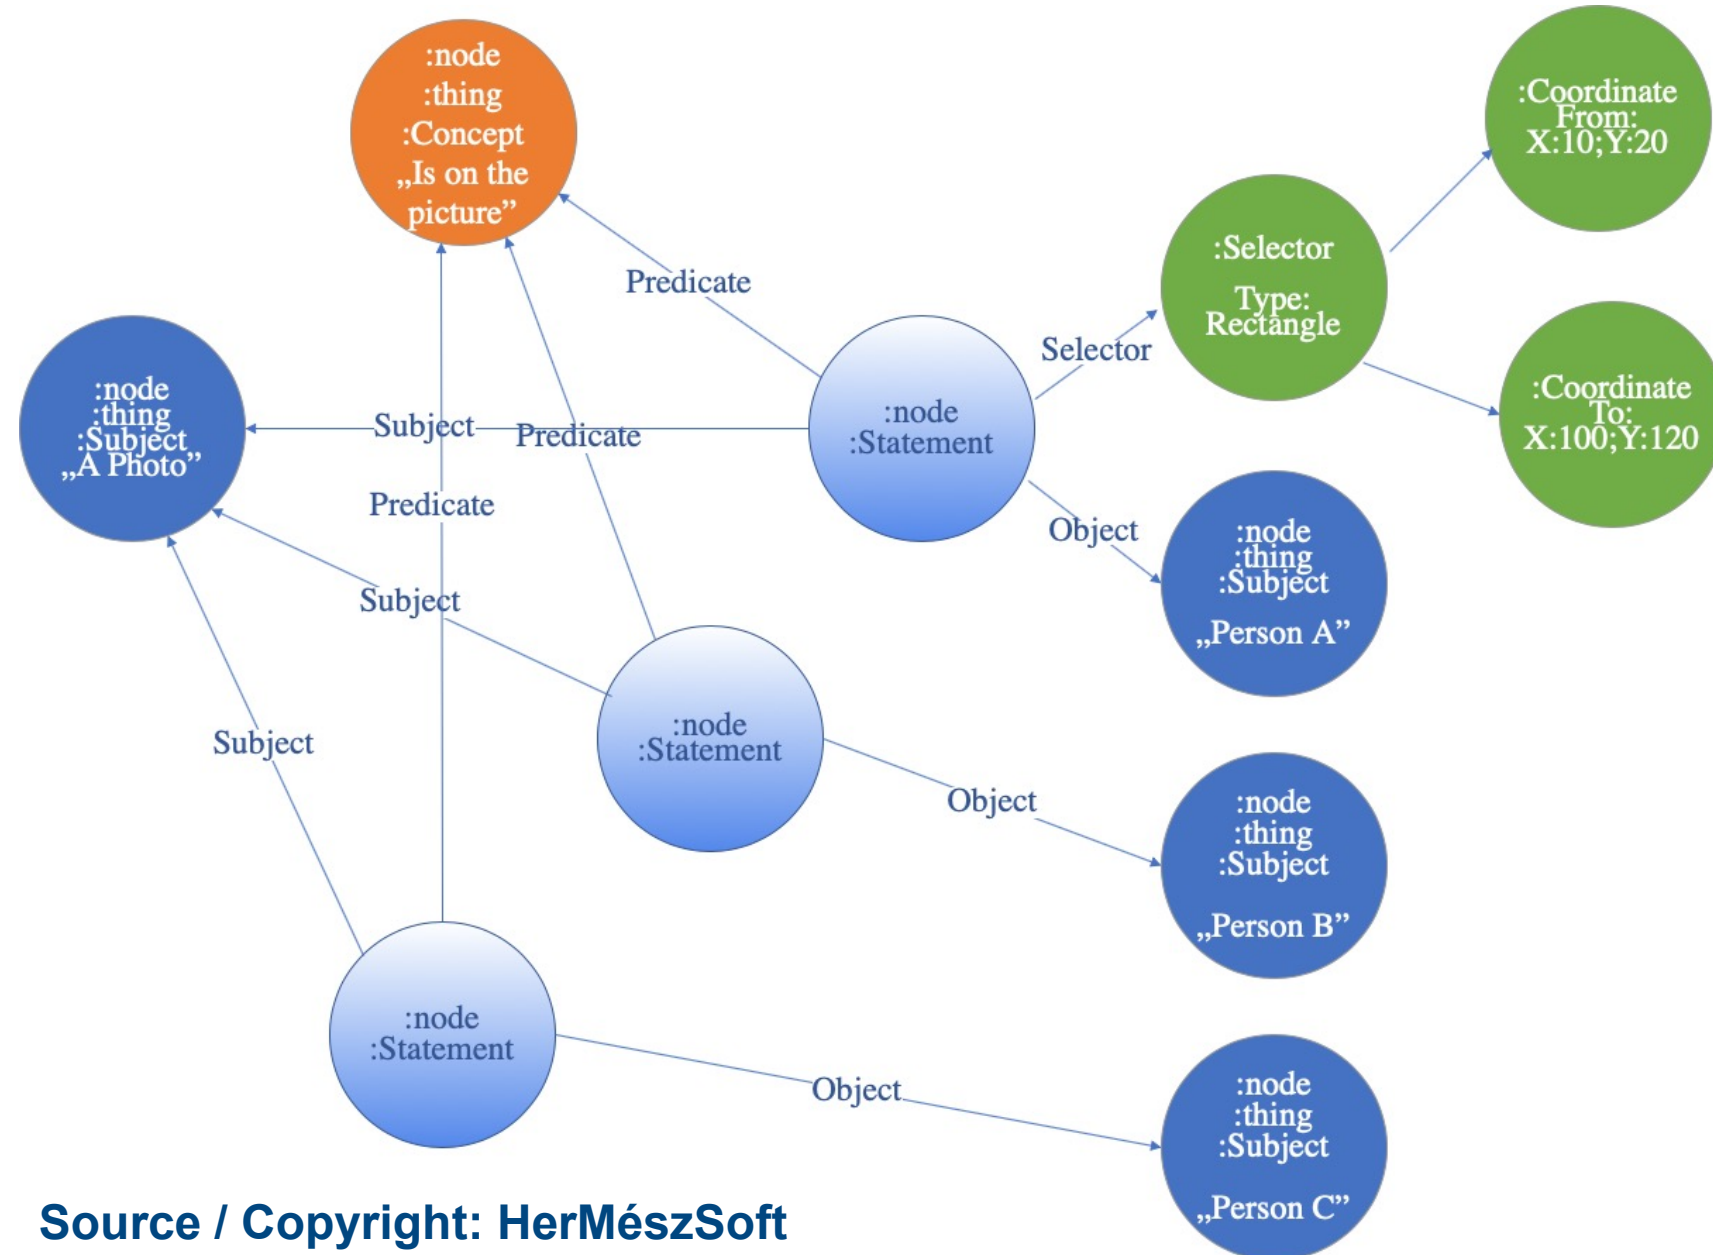 :node
:thing
:Concept
„Is on the
picture”
:Coordinate
From:
X:10;Y:20
:Selector
Type:
Rectangle
Predicate
Selector
:node
:thing
:Subject
„A Photo”
Subject
Predicate
:node
:Statement
:Coordinate
To:
X:100;Y:120
Predicate
Object
:node
:thing
:Subject
„Person A”
Subject
:node
:Statement
Subject
Object
:node
:thing
:Subject
„Person B”
:node
:Statement
Object
:node
:thing
:Subject
„Person C”
Source / Copyright: HerMészSoft